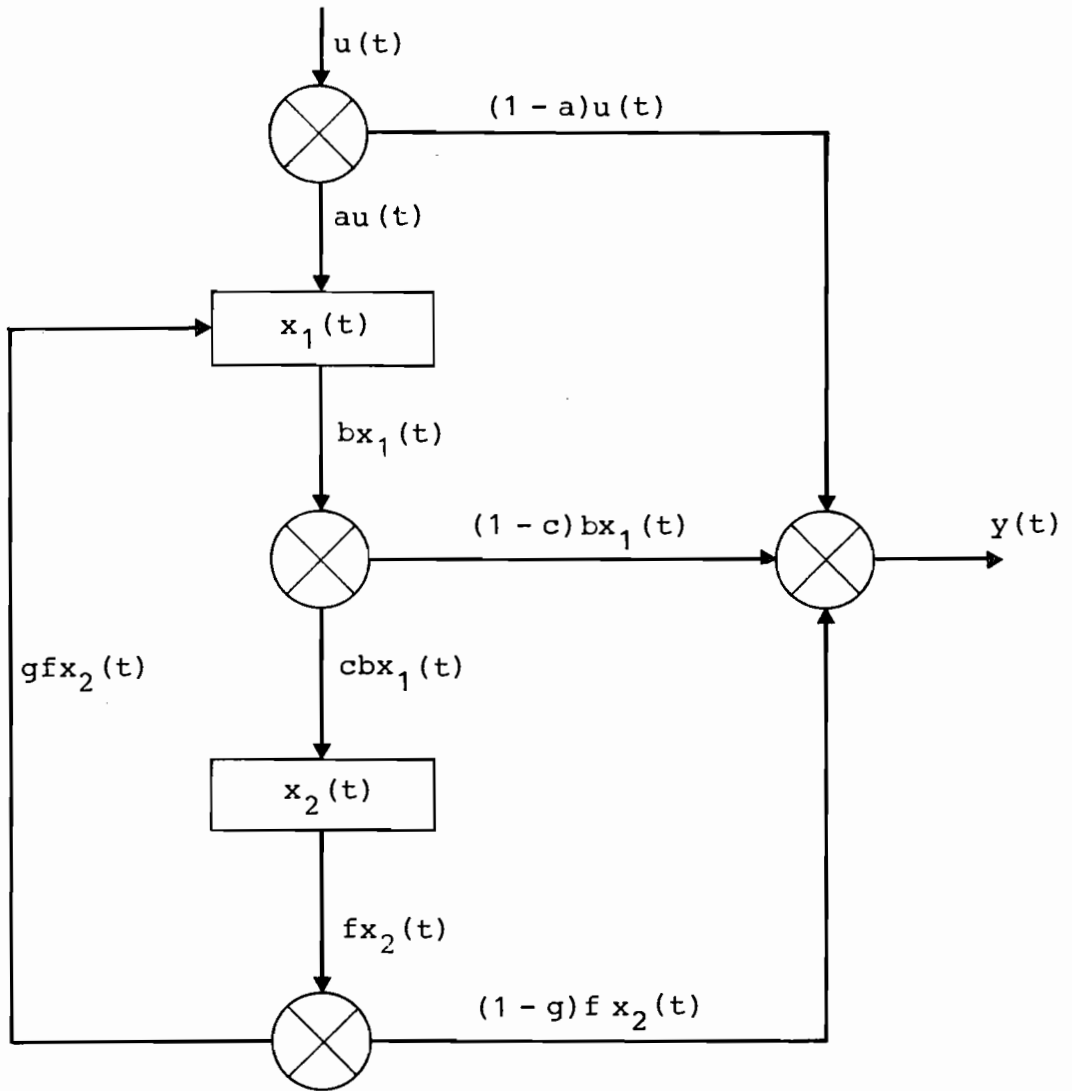 u(t)
(1 - a)u(t)
au(t)
x₁(t)
bx₁(t)
(1 - c)bx₁(t)
y(t)
gfx₂(t)
cbx₁(t)
x₂(t)
fx₂(t)
(1 - g)f x₂(t)